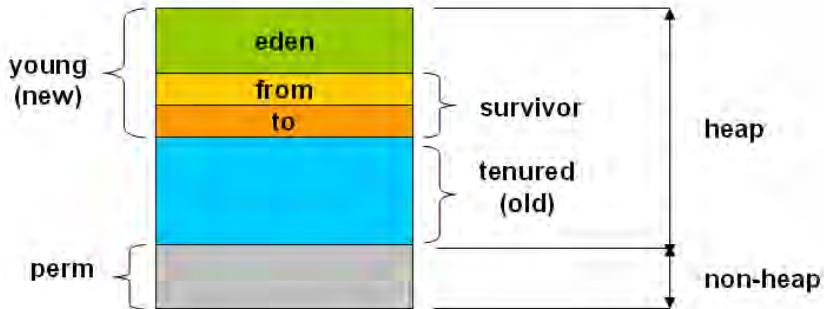 eden
young
(new)
from
survivor
to
heap
tenured
(old)
perm
non-heap